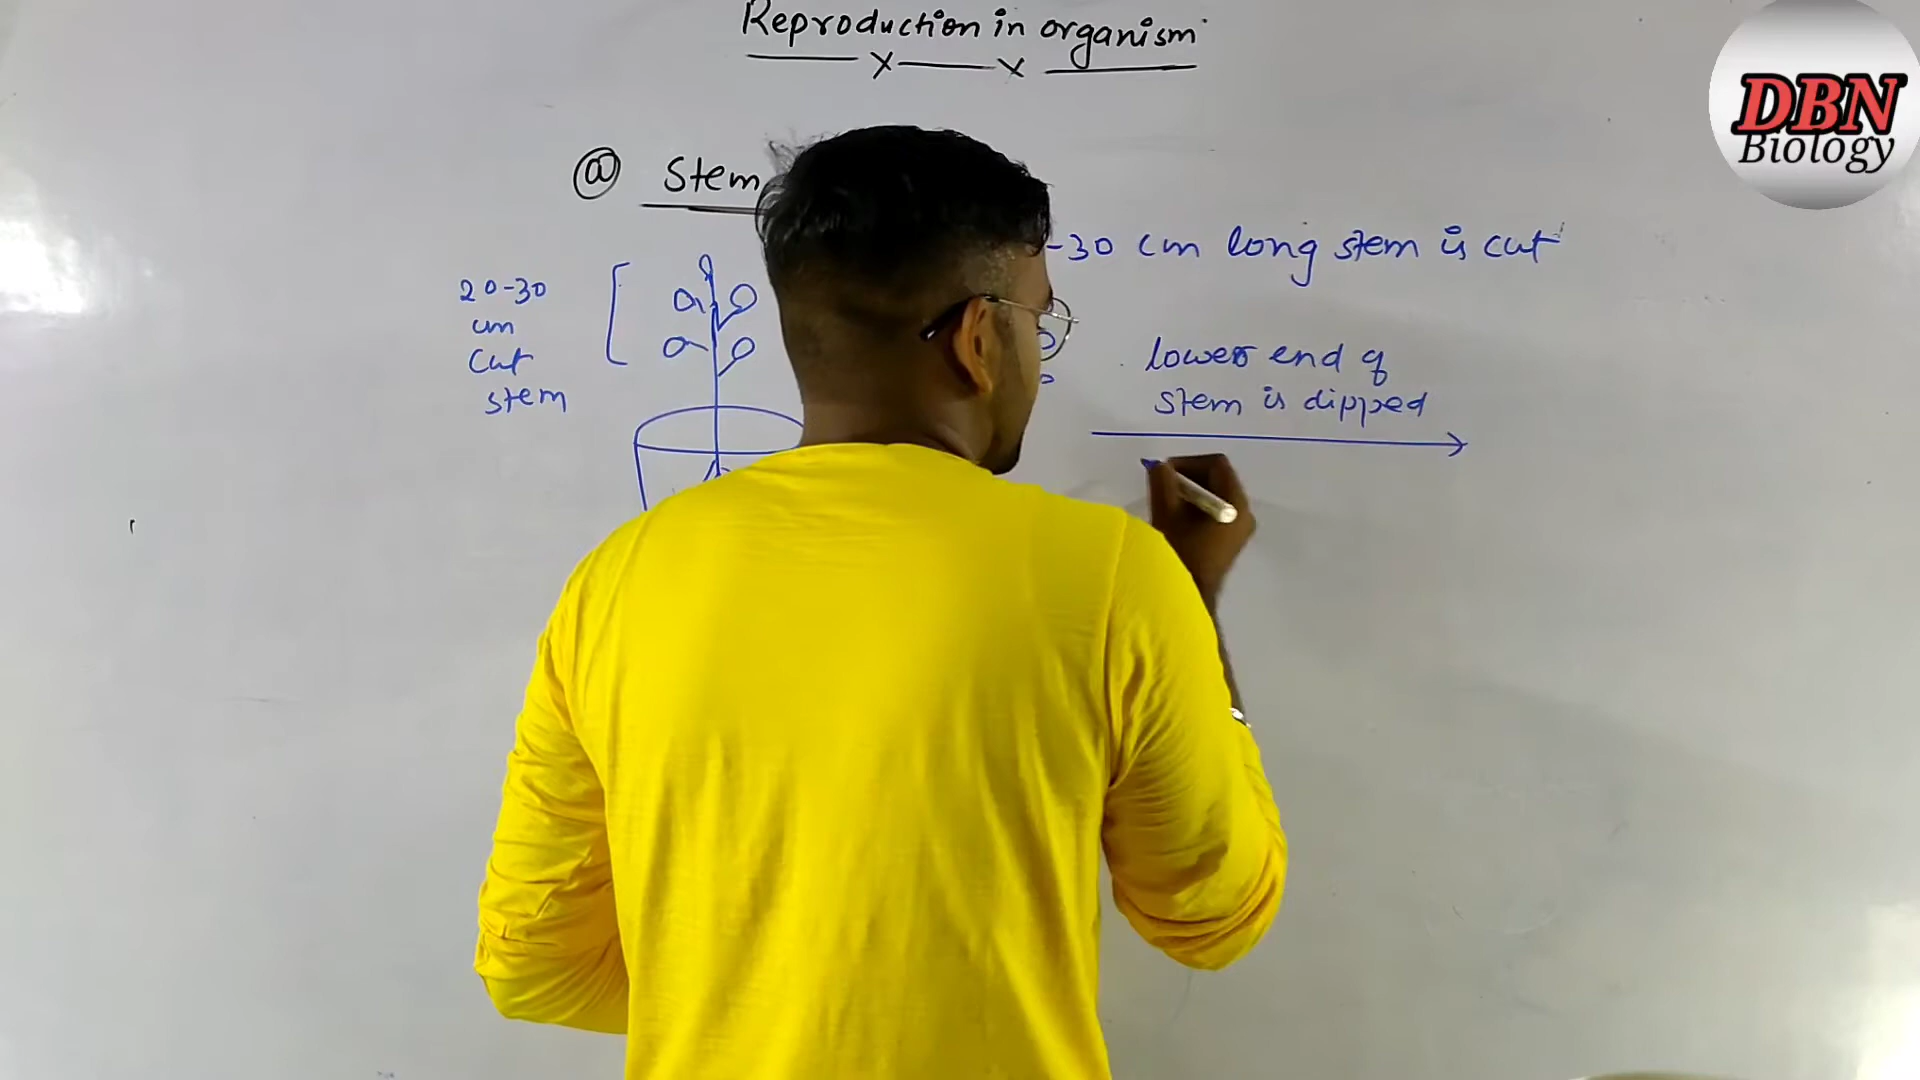 Reproduction in organism
DBN
Biology
a Stem
-30 cm long stem is cut
20-30
cm
Cut
stem
lower end of
stem is dipped